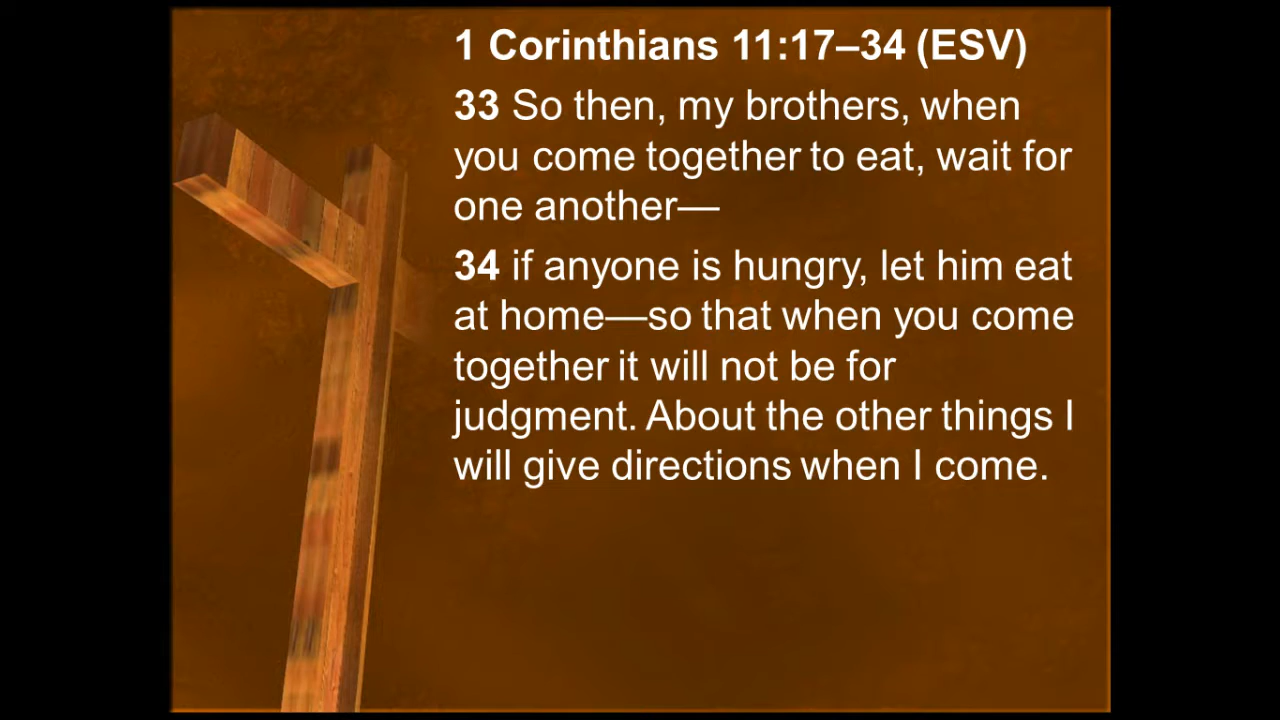 1 Corinthians 11:17–34 (ESV)
33 So then, my brothers, when
you come together to eat, wait for
one another—
34 if anyone is hungry, let him eat
at home—so that when you come
together it will not be for
judgment. About the other things I
will give directions when I come.